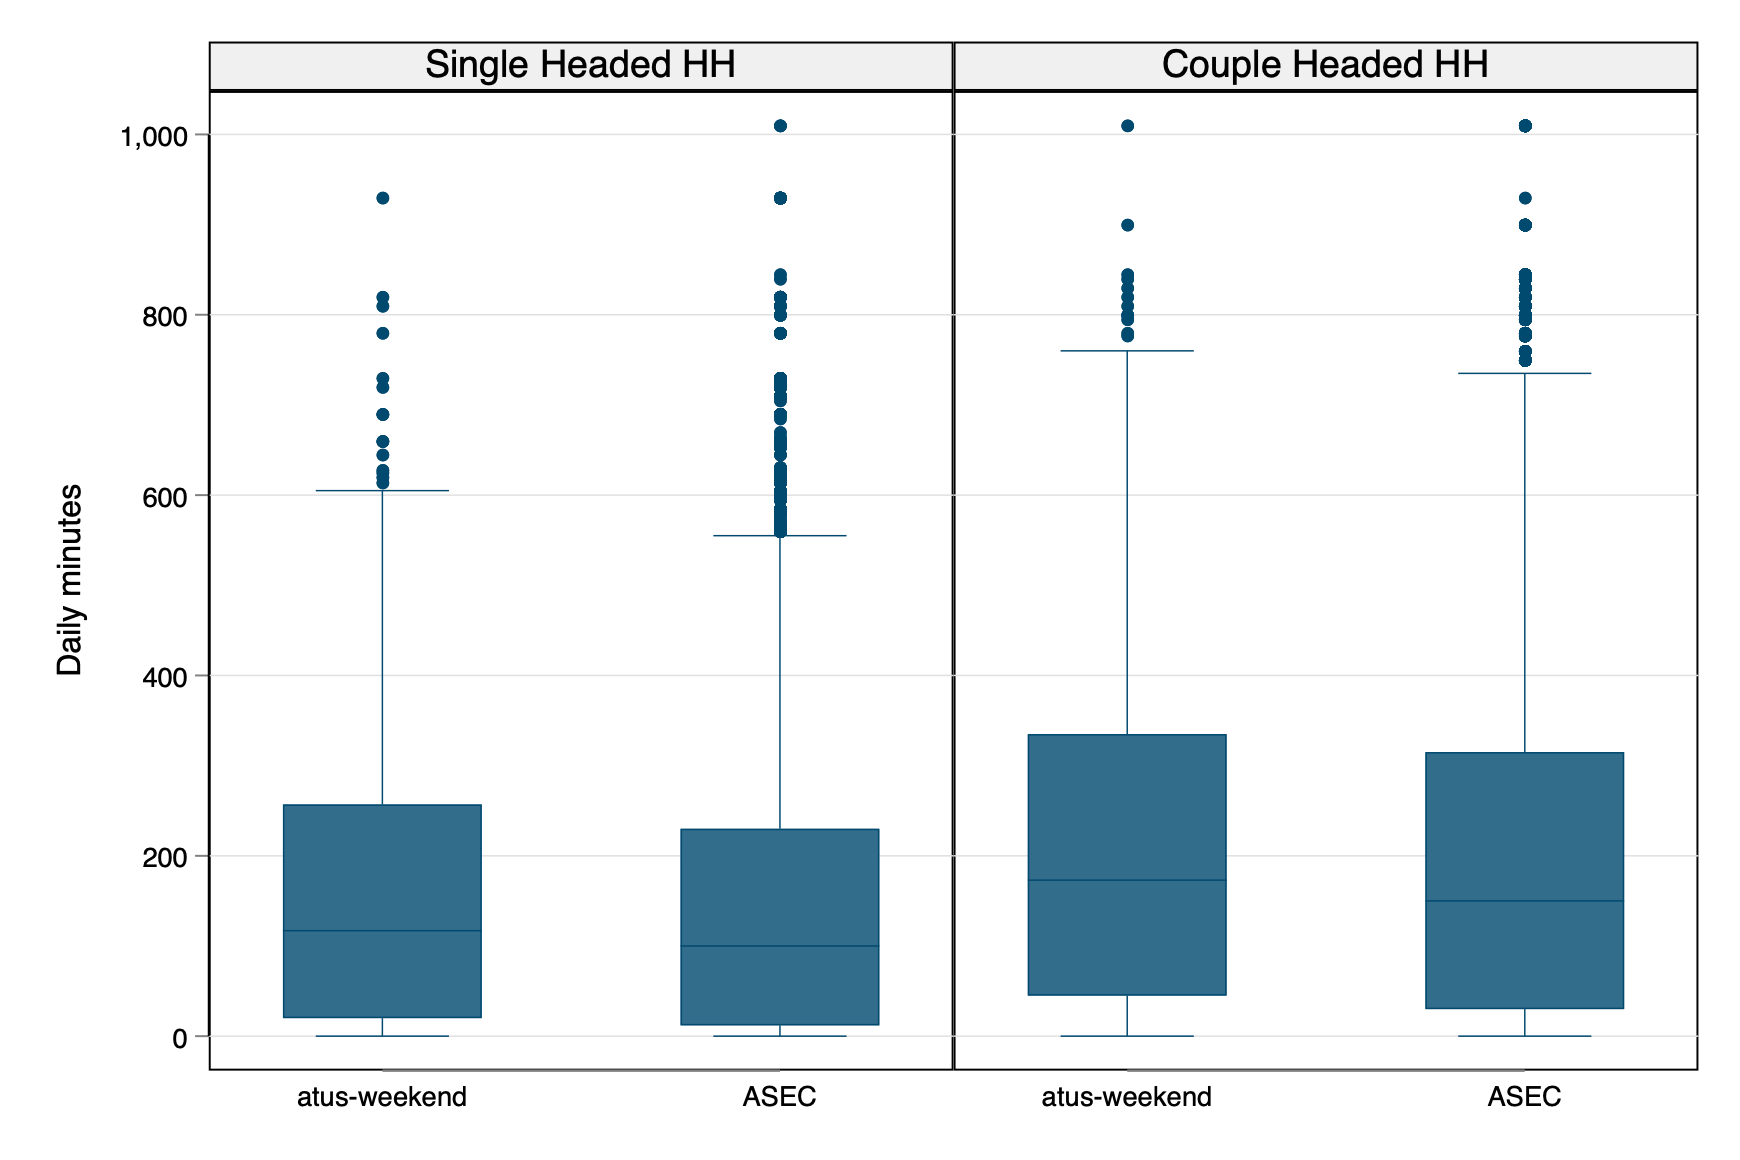 Single Headed HH
Couple Headed HH
Daily minutes
1,000
800
600
400
200
0
atus-weekend
ASEC
atus-weekend
ASEC